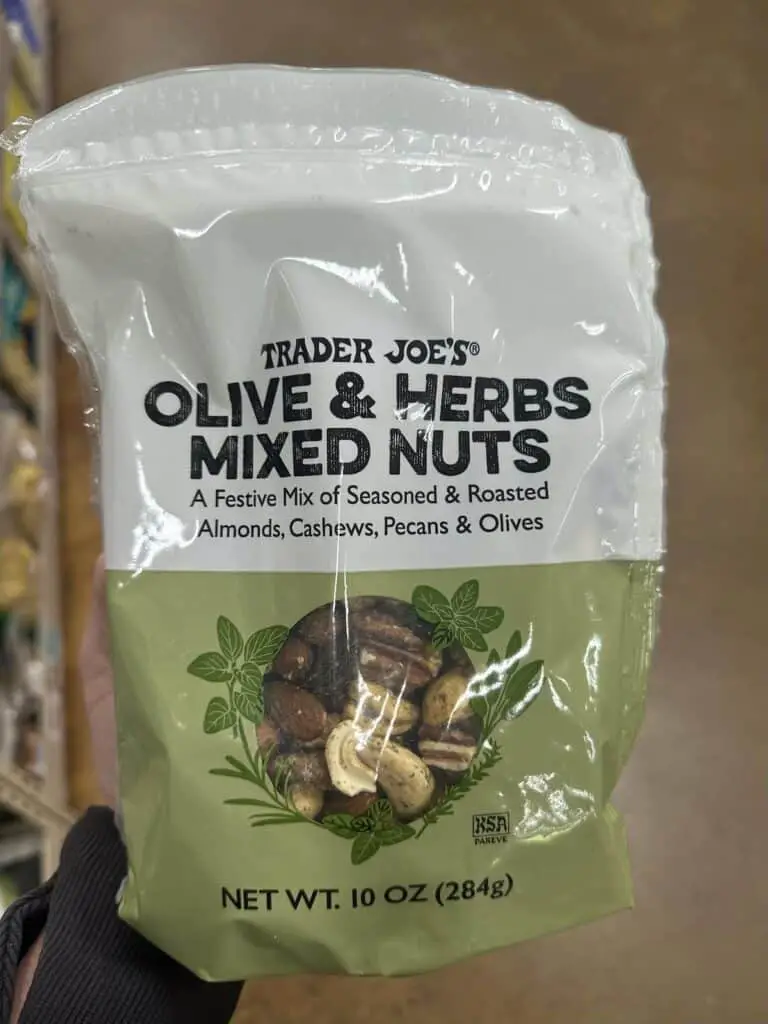 TRADER JOE'S®
OLIVE & HERBS
MIXED NUTS
A Festive Mix of Seasoned & Roasted
Almonds, Cashews, Pecans & Olives
KSA
PAREVE
NET WT. 10 OZ (284g)